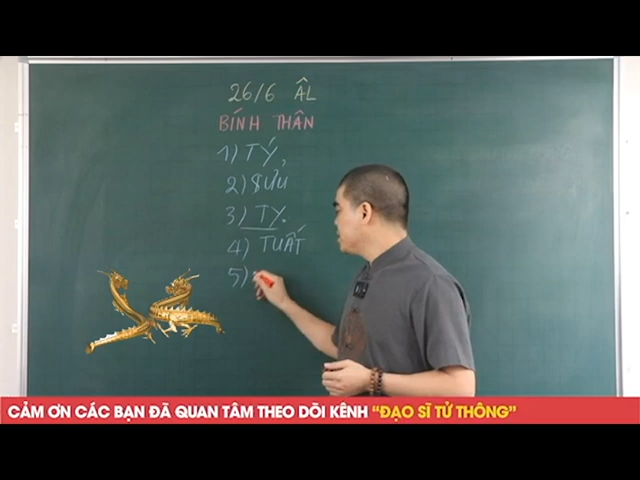 26/6 ÂL
BÍNH THÂN
1) TÝ,
2) SỬU
3) TỴ.
4) TUẤT
5)
CẢM ƠN CÁC BẠN ĐÃ QUAN TÂM THEO DÕI KÊNH “ĐẠO SĨ TỬ THÔNG”